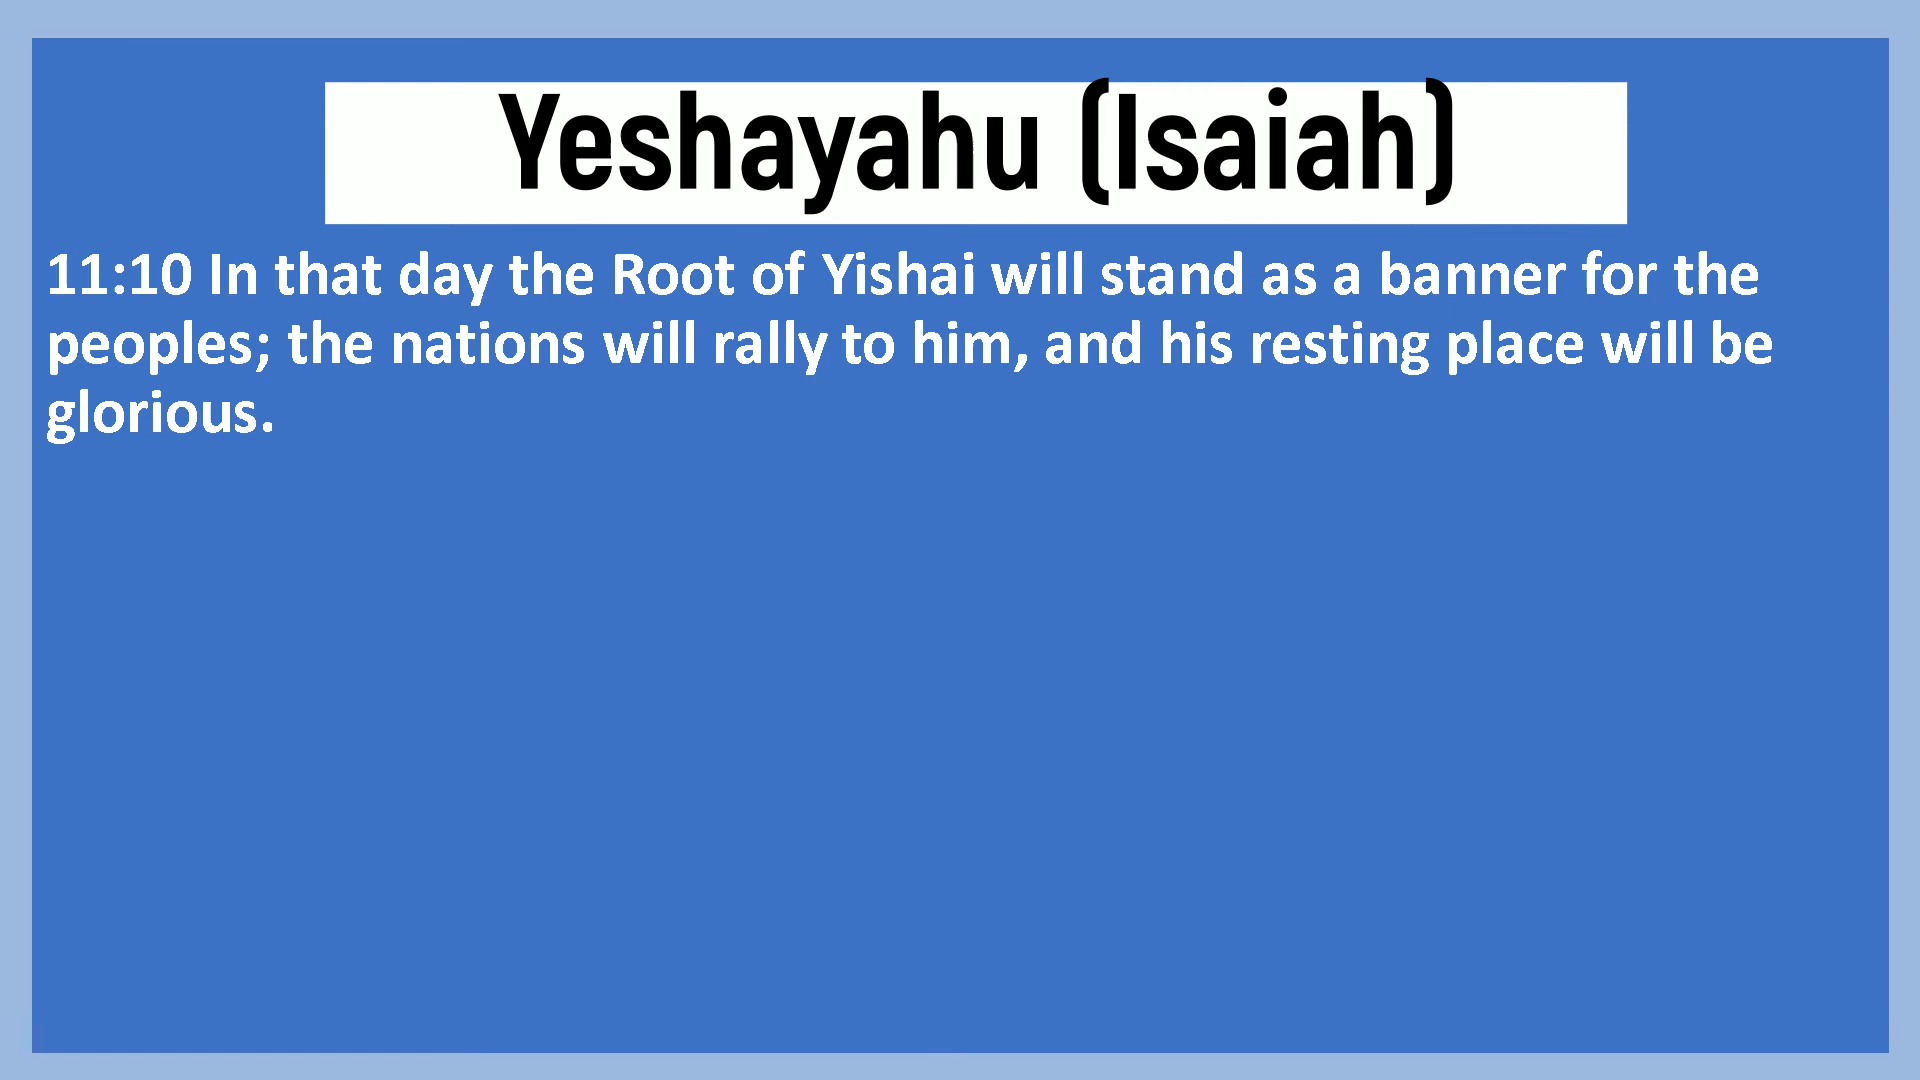 Yeshayahu (Isaiah)
11:10 In that day the Root of Yishai will stand as a banner for the
peoples; the nations will rally to him, and his resting place will be
glorious.